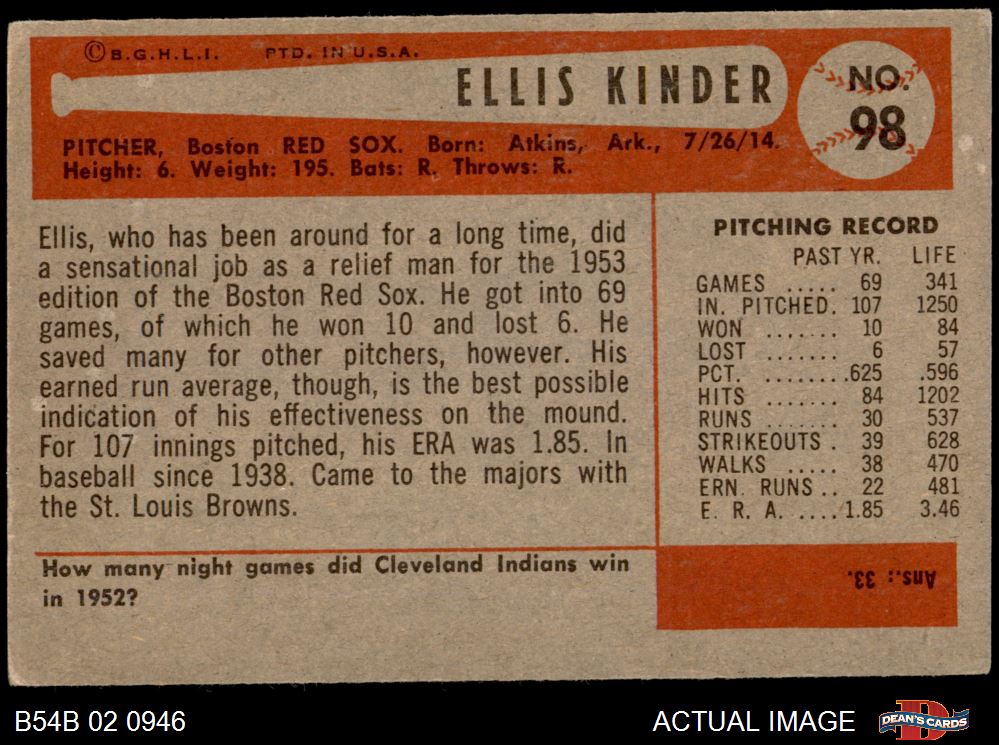 © B.G.H.L.I. PTD. IN U.S.A.
ELLIS KINDER
NO. 98
PITCHER, Boston RED SOX. Born: Atkins, Ark., 7/26/14.
Height: 6. Weight: 195. Bats: R. Throws: R.
Ellis, who has been around for a long time, did
a sensational job as a relief man for the 1953
edition of the Boston Red Sox. He got into 69
games, of which he won 10 and lost 6. He
saved many for other pitchers, however. His
earned run average, though, is the best possible
indication of his effectiveness on the mound.
For 107 innings pitched, his ERA was 1.85. In
baseball since 1938. Came to the majors with
the St. Louis Browns.
PITCHING RECORD
PAST YR. LIFE
GAMES ..... 69 341
IN. PITCHED. 107 1250
WON ....... 10 84
LOST ....... 6 57
PCT. ........ .625 .596
HITS ....... 84 1202
RUNS ....... 30 537
STRIKEOUTS . 39 628
WALKS ..... 38 470
ERN. RUNS .. 22 481
E. R. A. .... 1.85 3.46
How many night games did Cleveland Indians win
in 1952?
Ans.: 33.
B54B 02 0946
ACTUAL IMAGE
DEAN'S CARDS